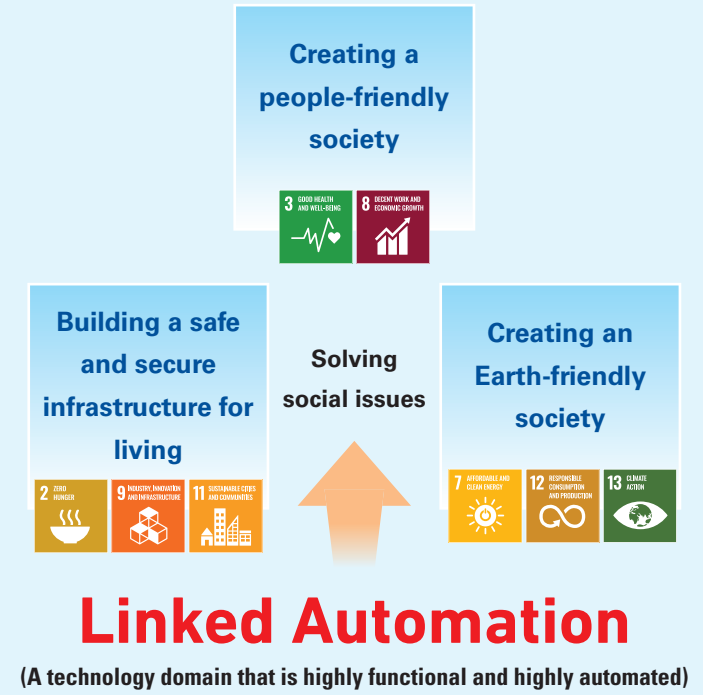 Creating a
people-friendly
society
3 GOOD HEALTH
AND WELL-BEING
8 DECENT WORK AND
ECONOMIC GROWTH
Building a safe
and secure
infrastructure for
living
2 ZERO
HUNGER
9 INDUSTRY, INNOVATION
AND INFRASTRUCTURE
11 SUSTAINABLE CITIES
AND COMMUNITIES
Solving
social issues
Creating an
Earth-friendly
society
7 AFFORDABLE AND
CLEAN ENERGY
12 RESPONSIBLE
CONSUMPTION
AND PRODUCTION
13 CLIMATE
ACTION
Linked Automation
(A technology domain that is highly functional and highly automated)